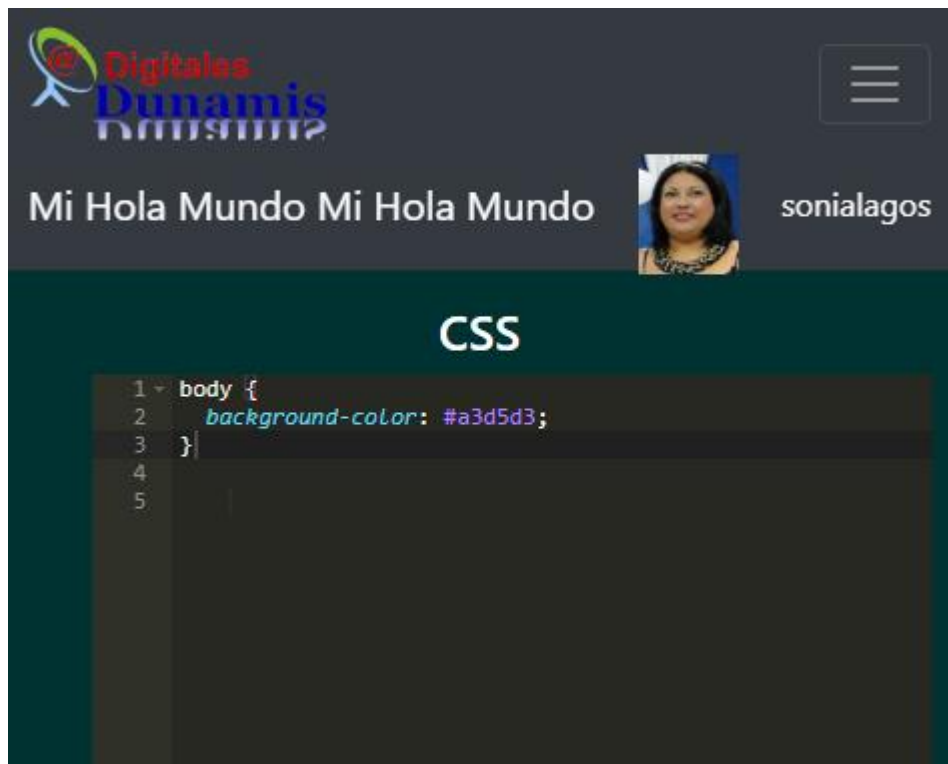 @ Digitales
Dunamis
Mi Hola Mundo Mi Hola Mundo
sonialagos
CSS
1 body {
2 background-color: #a3d5d3;
3 }
4
5